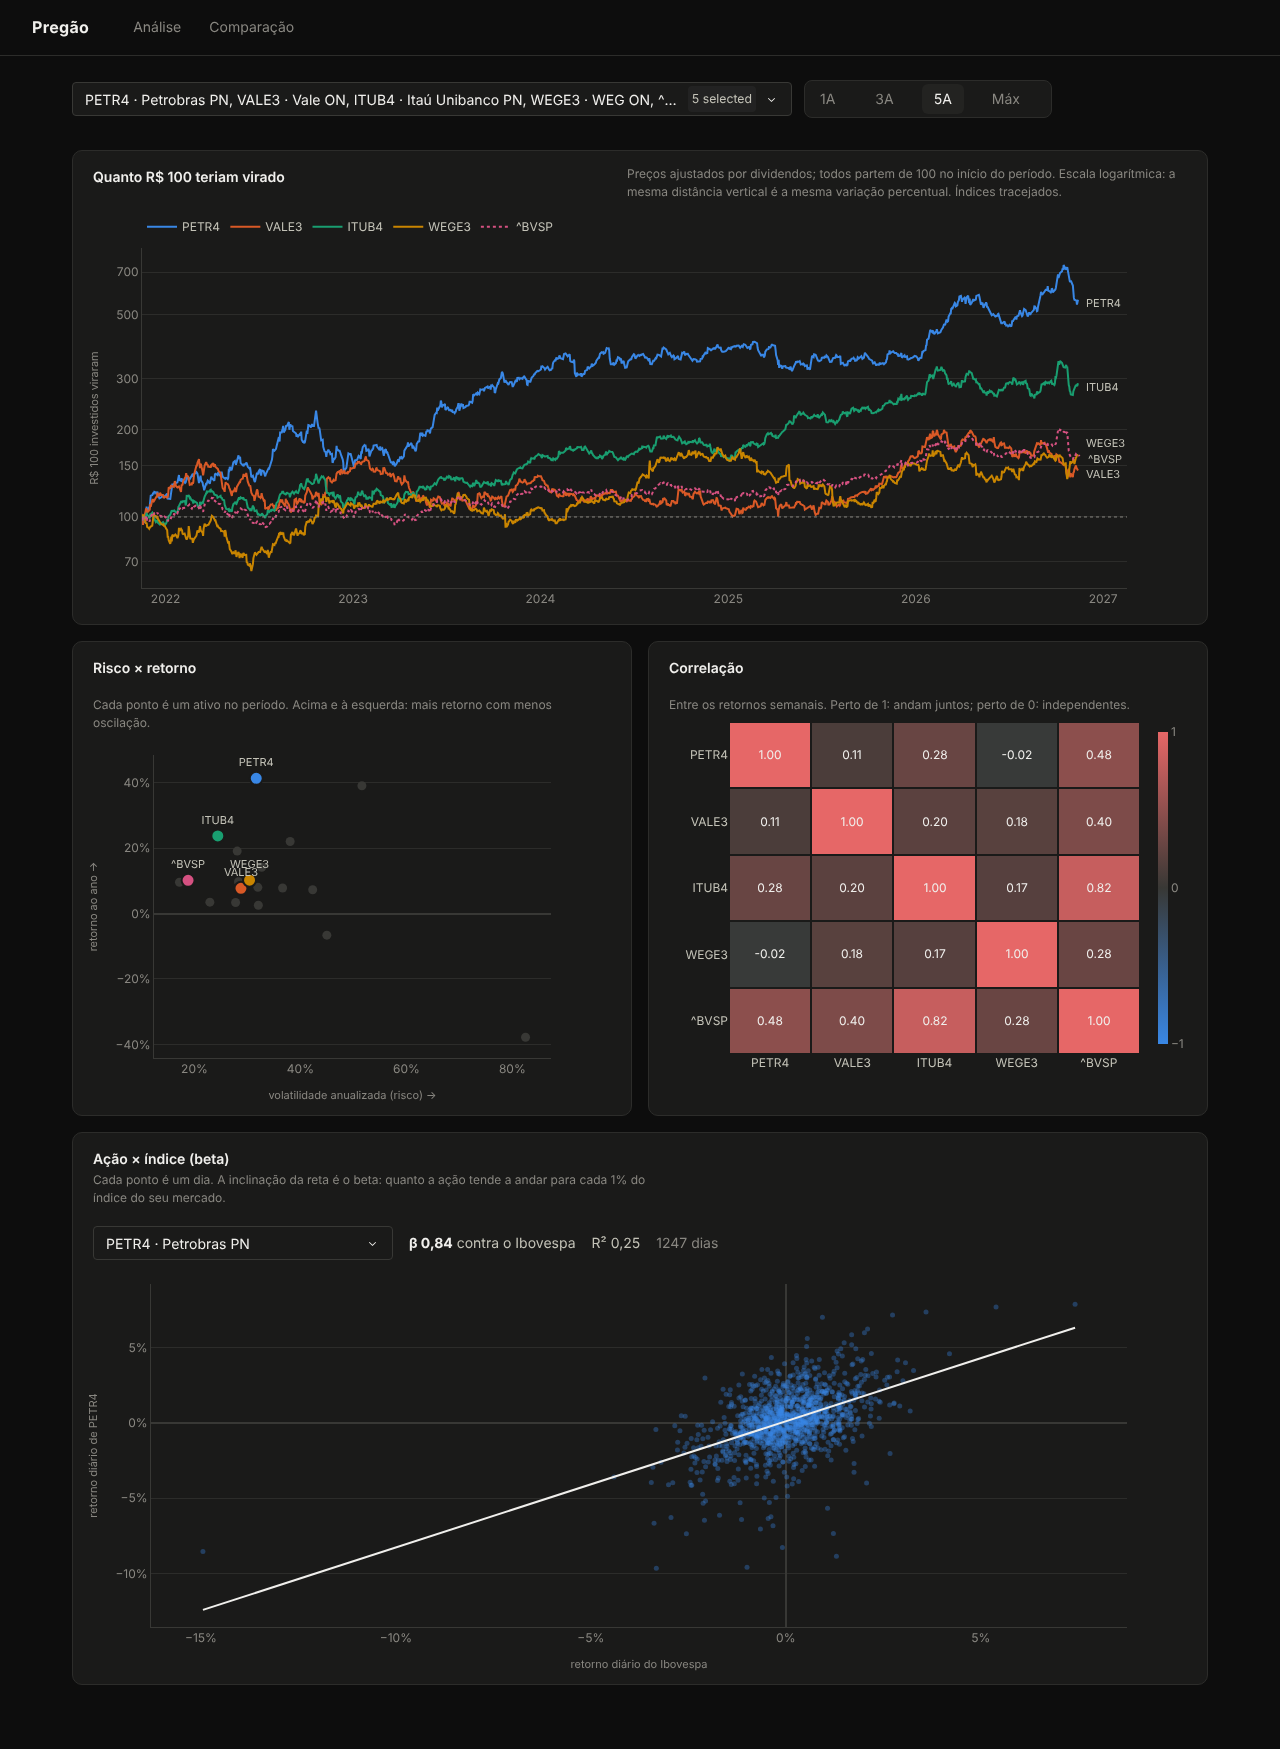 Pregão
Análise
Comparação
PETR4 · Petrobras PN, VALE3 · Vale ON, ITUB4 · Itaú Unibanco PN, WEGE3 · WEG ON, ^...
5 selected
1A
3A
5A
Máx
Quanto R$ 100 teriam virado
Preços ajustados por dividendos; todos partem de 100 no início do período. Escala logarítmica: a
mesma distância vertical é a mesma variação percentual. Índices tracejados.
PETR4
VALE3
ITUB4
WEGE3
^BVSP
R$ 100 investidos viraram
700
500
300
200
150
100
70
PETR4
ITUB4
WEGE3
^BVSP
VALE3
2022
2023
2024
2025
2026
2027
Risco × retorno
Cada ponto é um ativo no período. Acima e à esquerda: mais retorno com menos
oscilação.
retorno ao ano →
40%
20%
0%
−20%
−40%
PETR4
ITUB4
^BVSP
WEGE3
VALE3
20%
40%
60%
80%
volatilidade anualizada (risco) →
Correlação
Entre os retornos semanais. Perto de 1: andam juntos; perto de 0: independentes.
PETR4 1.00 0.11 0.28 -0.02 0.48
VALE3 0.11 1.00 0.20 0.18 0.40
ITUB4 0.28 0.20 1.00 0.17 0.82
WEGE3 -0.02 0.18 0.17 1.00 0.28
^BVSP 0.48 0.40 0.82 0.28 1.00
PETR4 VALE3 ITUB4 WEGE3 ^BVSP
1
0
−1
Ação × índice (beta)
Cada ponto é um dia. A inclinação da reta é o beta: quanto a ação tende a andar para cada 1% do
índice do seu mercado.
PETR4 · Petrobras PN
β 0,84 contra o Ibovespa
R² 0,25
1247 dias
retorno diário de PETR4
5%
0%
−5%
−10%
−15%
−10%
−5%
0%
5%
retorno diário do Ibovespa